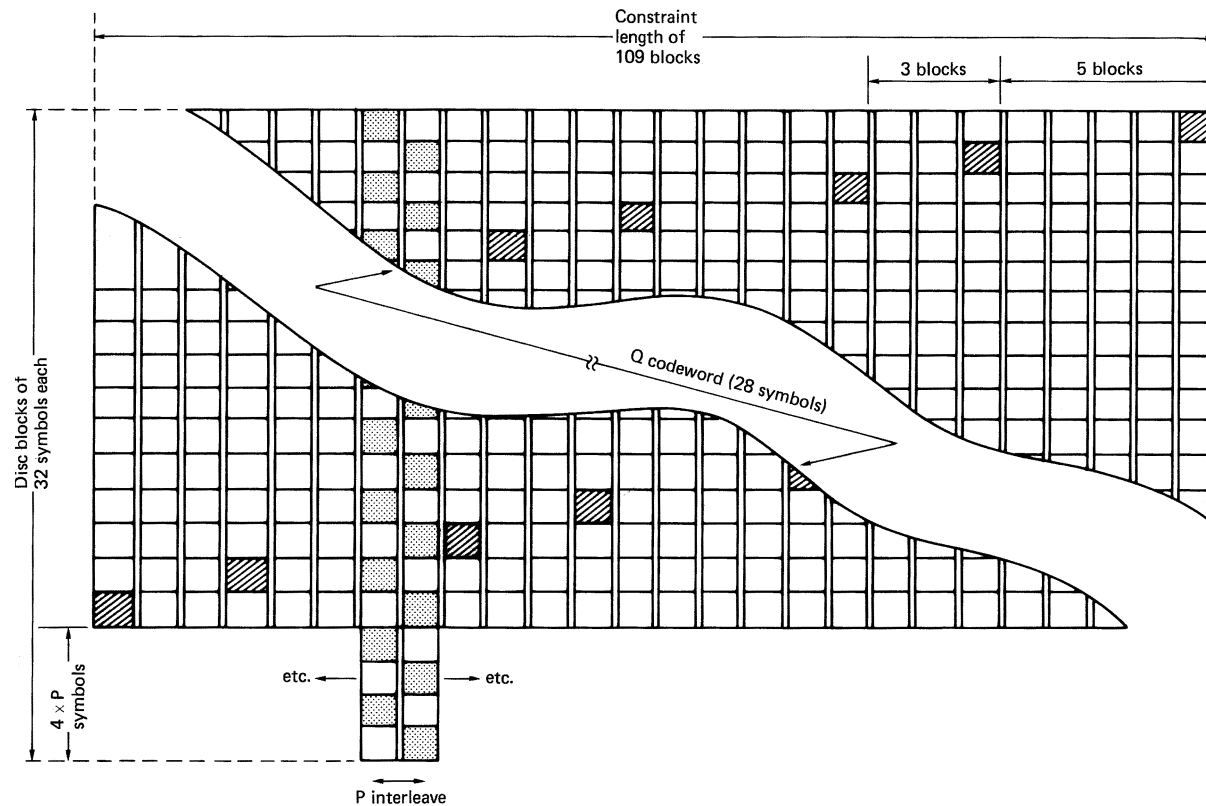 Constraint
length of
109 blocks
3 blocks
5 blocks
Q codeword (28 symbols)
Disc blocks of
32 symbols each
4 × P
symbols
etc.
etc.
P interleave